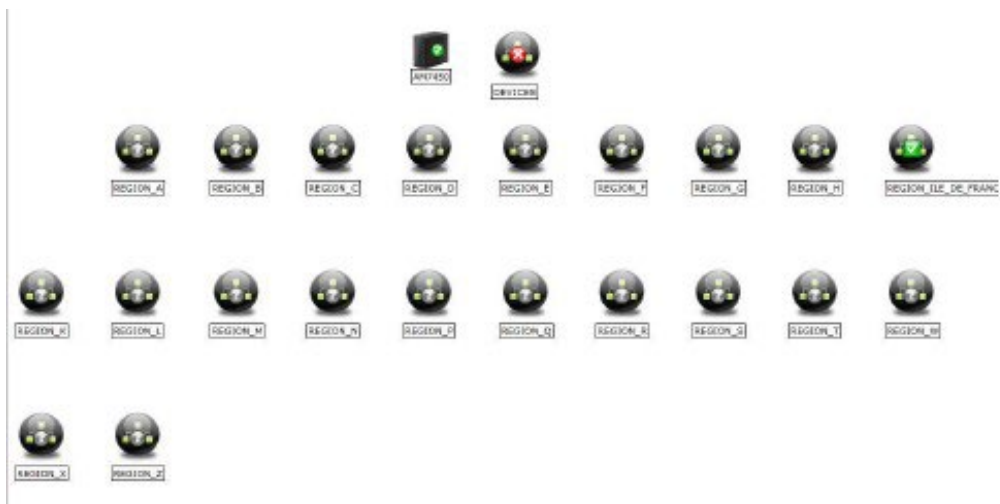 AM7450
DEVICES
REGION_A
REGION_B
REGION_C
REGION_D
REGION_E
REGION_F
REGION_G
REGION_H
REGION_ILE_DE_FRANC
REGION_K
REGION_L
REGION_M
REGION_N
REGION_P
REGION_Q
REGION_R
REGION_S
REGION_T
REGION_W
REGION_X
REGION_Z